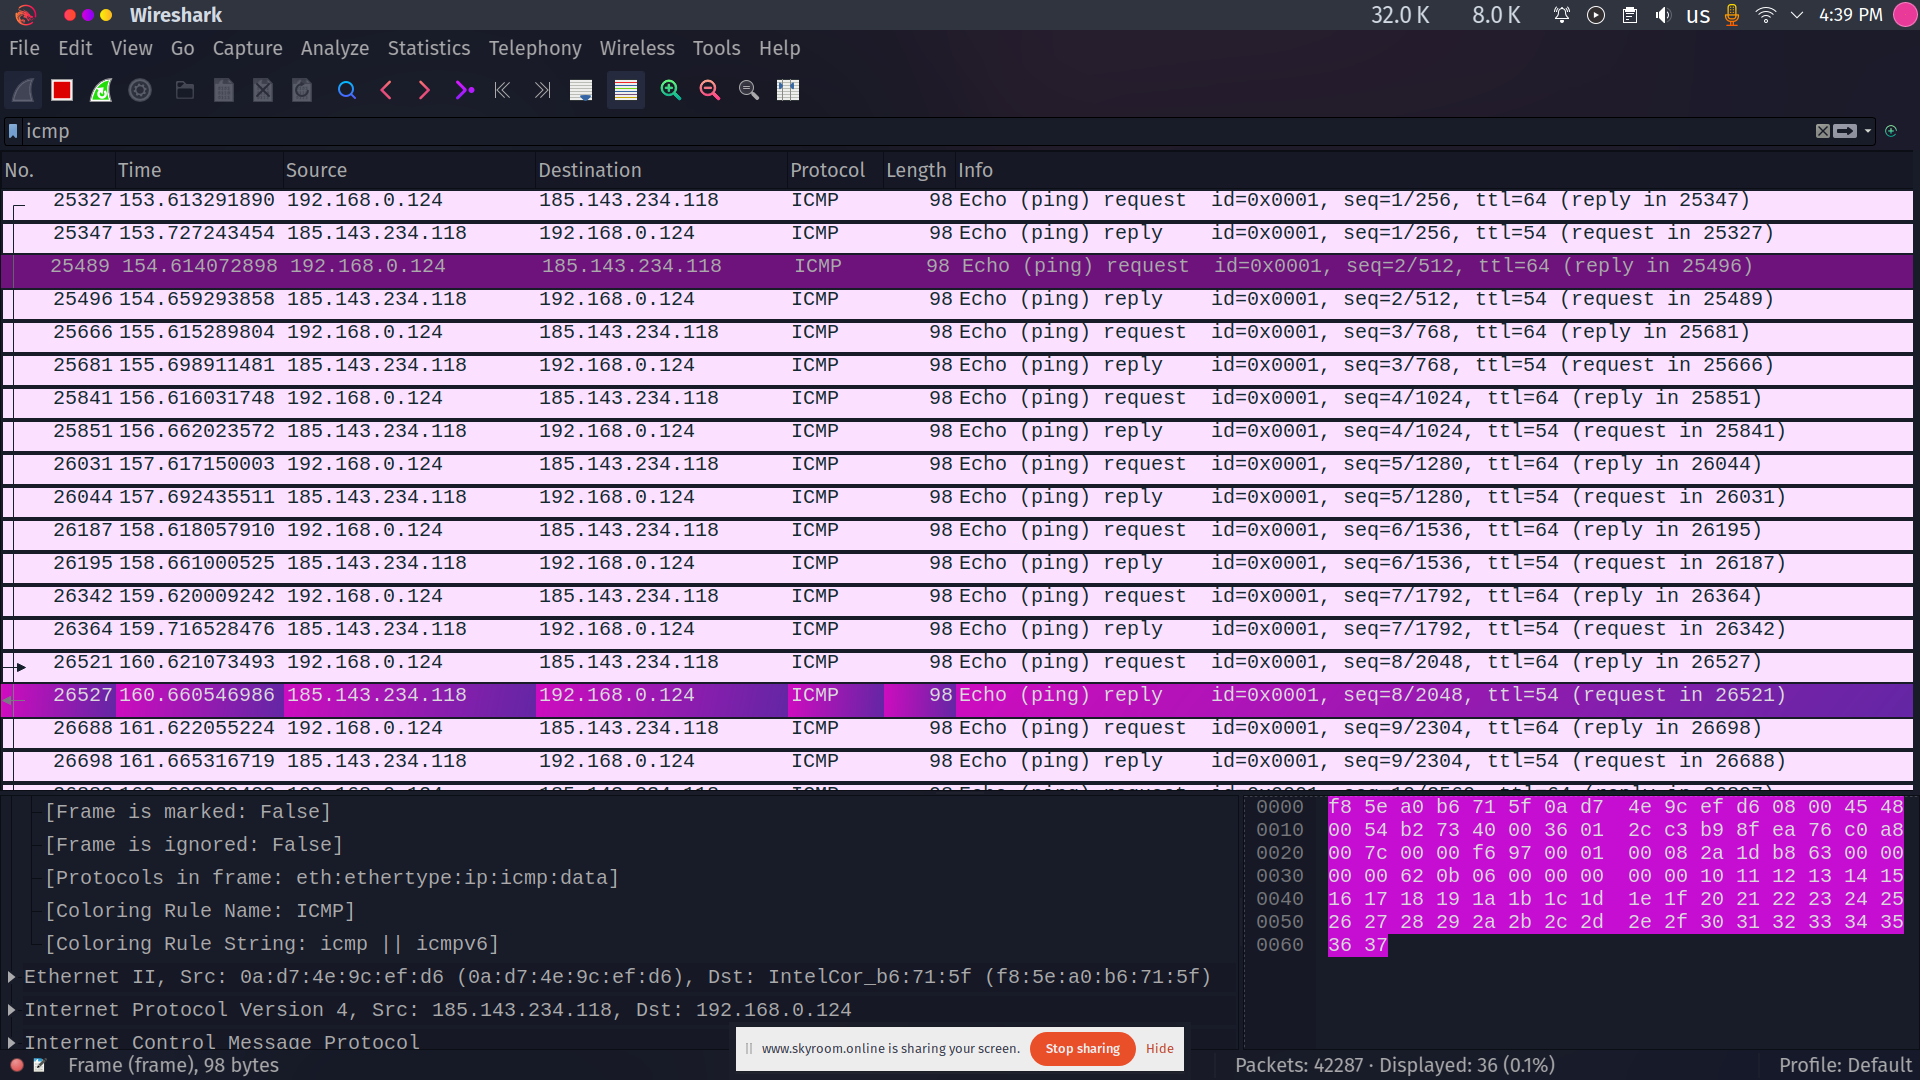 Wireshark 32.0 K 8.0 K us 4:39 PM
File Edit View Go Capture Analyze Statistics Telephony Wireless Tools Help
icmp
No. Time Source Destination Protocol Length Info
25327 153.613291890 192.168.0.124 185.143.234.118 ICMP 98 Echo (ping) request id=0x0001, seq=1/256, ttl=64 (reply in 25347)
25347 153.727243454 185.143.234.118 192.168.0.124 ICMP 98 Echo (ping) reply id=0x0001, seq=1/256, ttl=54 (request in 25327)
25489 154.614072898 192.168.0.124 185.143.234.118 ICMP 98 Echo (ping) request id=0x0001, seq=2/512, ttl=64 (reply in 25496)
25496 154.659293858 185.143.234.118 192.168.0.124 ICMP 98 Echo (ping) reply id=0x0001, seq=2/512, ttl=54 (request in 25489)
25666 155.615289804 192.168.0.124 185.143.234.118 ICMP 98 Echo (ping) request id=0x0001, seq=3/768, ttl=64 (reply in 25681)
25681 155.698911481 185.143.234.118 192.168.0.124 ICMP 98 Echo (ping) reply id=0x0001, seq=3/768, ttl=54 (request in 25666)
25841 156.616031748 192.168.0.124 185.143.234.118 ICMP 98 Echo (ping) request id=0x0001, seq=4/1024, ttl=64 (reply in 25851)
25851 156.662023572 185.143.234.118 192.168.0.124 ICMP 98 Echo (ping) reply id=0x0001, seq=4/1024, ttl=54 (request in 25841)
26031 157.617150003 192.168.0.124 185.143.234.118 ICMP 98 Echo (ping) request id=0x0001, seq=5/1280, ttl=64 (reply in 26044)
26044 157.692435511 185.143.234.118 192.168.0.124 ICMP 98 Echo (ping) reply id=0x0001, seq=5/1280, ttl=54 (request in 26031)
26187 158.618057910 192.168.0.124 185.143.234.118 ICMP 98 Echo (ping) request id=0x0001, seq=6/1536, ttl=64 (reply in 26195)
26195 158.661000525 185.143.234.118 192.168.0.124 ICMP 98 Echo (ping) reply id=0x0001, seq=6/1536, ttl=54 (request in 26187)
26342 159.620009242 192.168.0.124 185.143.234.118 ICMP 98 Echo (ping) request id=0x0001, seq=7/1792, ttl=64 (reply in 26364)
26364 159.716528476 185.143.234.118 192.168.0.124 ICMP 98 Echo (ping) reply id=0x0001, seq=7/1792, ttl=54 (request in 26342)
26521 160.621073493 192.168.0.124 185.143.234.118 ICMP 98 Echo (ping) request id=0x0001, seq=8/2048, ttl=64 (reply in 26527)
26527 160.660546986 185.143.234.118 192.168.0.124 ICMP 98 Echo (ping) reply id=0x0001, seq=8/2048, ttl=54 (request in 26521)
26688 161.622055224 192.168.0.124 185.143.234.118 ICMP 98 Echo (ping) request id=0x0001, seq=9/2304, ttl=64 (reply in 26698)
26698 161.665316719 185.143.234.118 192.168.0.124 ICMP 98 Echo (ping) reply id=0x0001, seq=9/2304, ttl=54 (request in 26688)
[Frame is marked: False]
[Frame is ignored: False]
[Protocols in frame: eth:ethertype:ip:icmp:data]
[Coloring Rule Name: ICMP]
[Coloring Rule String: icmp || icmpv6]
Ethernet II, Src: 0a:d7:4e:9c:ef:d6 (0a:d7:4e:9c:ef:d6), Dst: IntelCor_b6:71:5f (f8:5e:a0:b6:71:5f)
Internet Protocol Version 4, Src: 185.143.234.118, Dst: 192.168.0.124
Internet Control Message Protocol
0000 f8 5e a0 b6 71 5f 0a d7 4e 9c ef d6 08 00 45 48
0010 00 54 b2 73 40 00 36 01 2c c3 b9 8f ea 76 c0 a8
0020 00 7c 00 00 f6 97 00 01 00 08 2a 1d b8 63 00 00
0030 00 00 62 0b 06 00 00 00 00 00 10 11 12 13 14 15
0040 16 17 18 19 1a 1b 1c 1d 1e 1f 20 21 22 23 24 25
0050 26 27 28 29 2a 2b 2c 2d 2e 2f 30 31 32 33 34 35
0060 36 37
www.skyroom.online is sharing your screen. Stop sharing Hide
Frame (frame), 98 bytes Packets: 42287 · Displayed: 36 (0.1%) Profile: Default